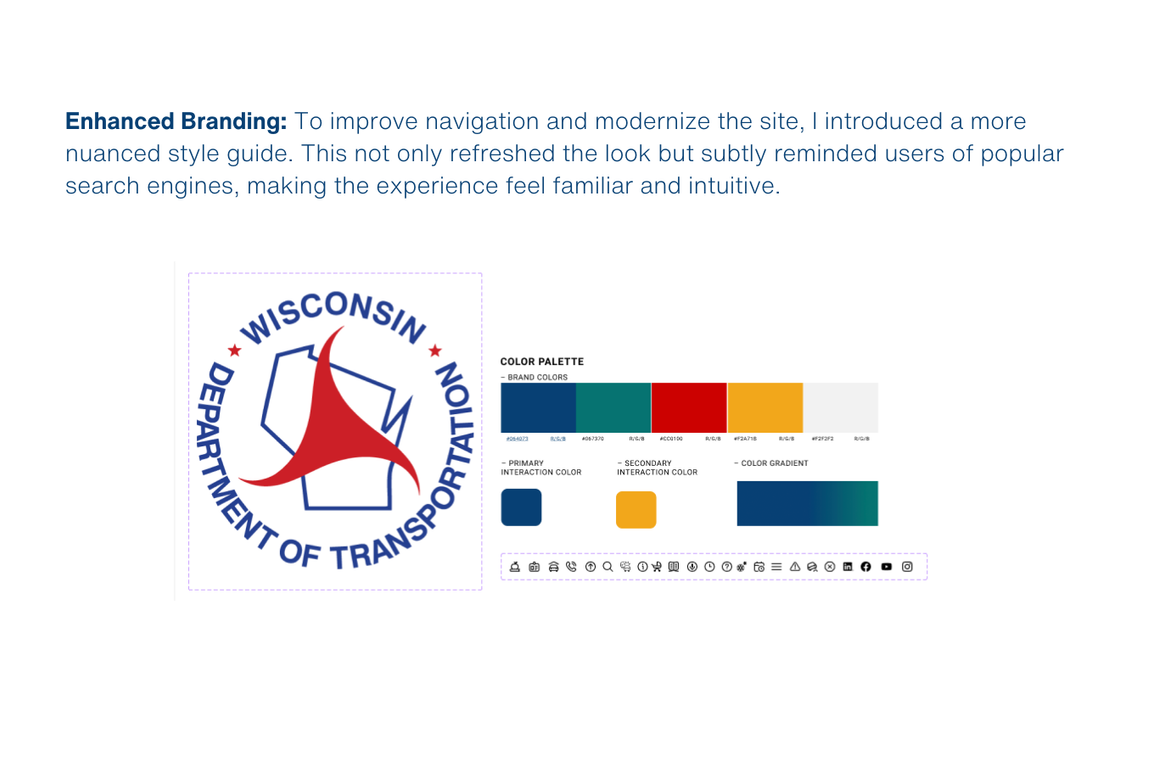 Enhanced Branding: To improve navigation and modernize the site, I introduced a more
nuanced style guide. This not only refreshed the look but subtly reminded users of popular
search engines, making the experience feel familiar and intuitive.
WISCONSIN
DEPARTMENT OF TRANSPORTATION
COLOR PALETTE
– BRAND COLORS
R/G/B #067370 R/G/B #CC0100 R/G/B #F2A71B R/G/B #F2F2F2 R/G/B
– PRIMARY
INTERACTION COLOR
– SECONDARY
INTERACTION COLOR
– COLOR GRADIENT